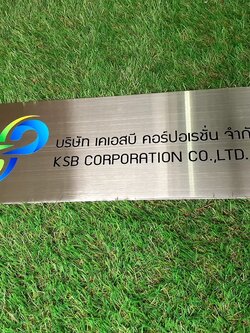 บริษัท เคเอสบี คอร์ปอเรชั่น จำกั
KSB CORPORATION CO.,LTD.